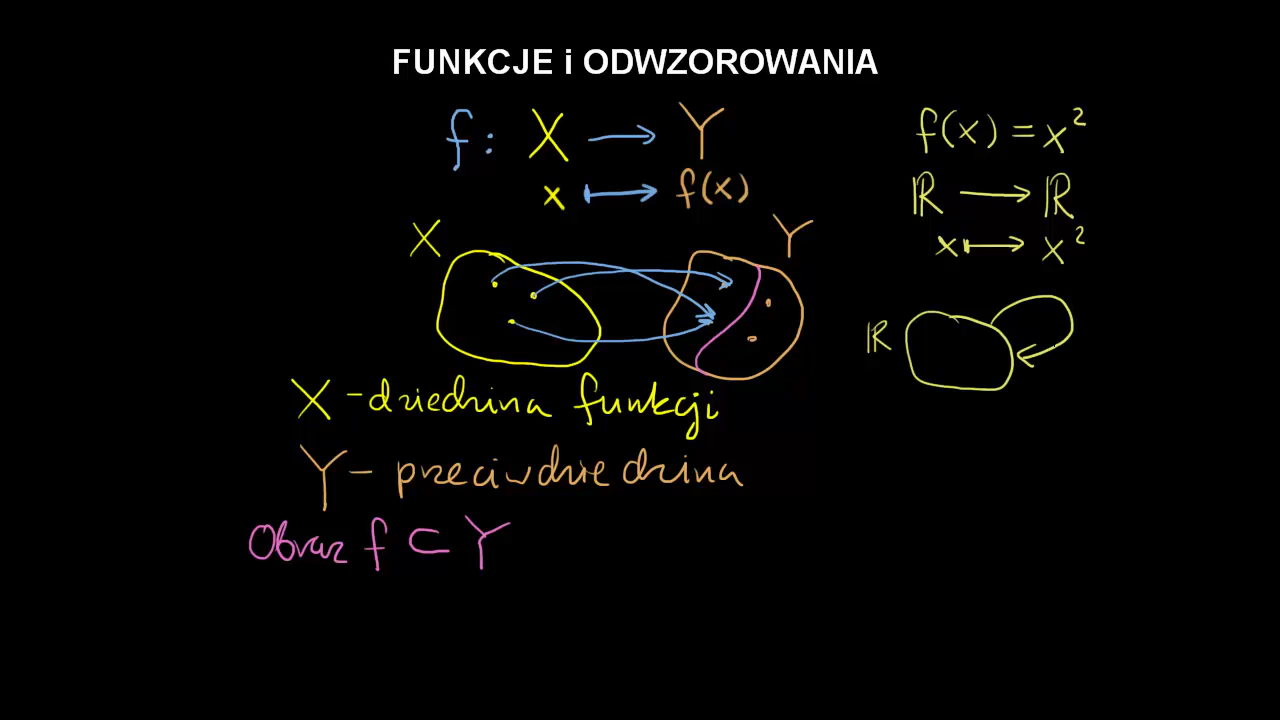 FUNKCJE i ODWZOROWANIA
f: X → Y
x ↦ f(x)
X
Y
X - dziedzina funkcji
Y - przeciwdziedzina
Obraz f ⊂ Y
f(x) = x²
ℝ → ℝ
x ↦ x²
ℝ